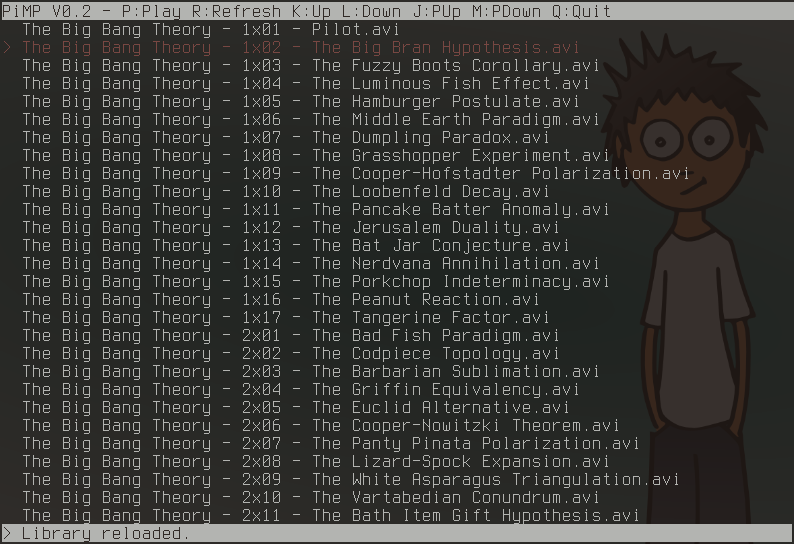 PiMP V0.2 - P:Play R:Refresh K:Up L:Down J:PUp M:PDown Q:Quit
The Big Bang Theory - 1x01 - Pilot.avi
> The Big Bang Theory - 1x02 - The Big Bran Hypothesis.avi
The Big Bang Theory - 1x03 - The Fuzzy Boots Corollary.avi
The Big Bang Theory - 1x04 - The Luminous Fish Effect.avi
The Big Bang Theory - 1x05 - The Hamburger Postulate.avi
The Big Bang Theory - 1x06 - The Middle Earth Paradigm.avi
The Big Bang Theory - 1x07 - The Dumpling Paradox.avi
The Big Bang Theory - 1x08 - The Grasshopper Experiment.avi
The Big Bang Theory - 1x09 - The Cooper-Hofstadter Polarization.avi
The Big Bang Theory - 1x10 - The Loobenfeld Decay.avi
The Big Bang Theory - 1x11 - The Pancake Batter Anomaly.avi
The Big Bang Theory - 1x12 - The Jerusalem Duality.avi
The Big Bang Theory - 1x13 - The Bat Jar Conjecture.avi
The Big Bang Theory - 1x14 - The Nerdvana Annihilation.avi
The Big Bang Theory - 1x15 - The Porkchop Indeterminacy.avi
The Big Bang Theory - 1x16 - The Peanut Reaction.avi
The Big Bang Theory - 1x17 - The Tangerine Factor.avi
The Big Bang Theory - 2x01 - The Bad Fish Paradigm.avi
The Big Bang Theory - 2x02 - The Codpiece Topology.avi
The Big Bang Theory - 2x03 - The Barbarian Sublimation.avi
The Big Bang Theory - 2x04 - The Griffin Equivalency.avi
The Big Bang Theory - 2x05 - The Euclid Alternative.avi
The Big Bang Theory - 2x06 - The Cooper-Nowitzki Theorem.avi
The Big Bang Theory - 2x07 - The Panty Pinata Polarization.avi
The Big Bang Theory - 2x08 - The Lizard-Spock Expansion.avi
The Big Bang Theory - 2x09 - The White Asparagus Triangulation.avi
The Big Bang Theory - 2x10 - The Vartabedian Conundrum.avi
The Big Bang Theory - 2x11 - The Bath Item Gift Hypothesis.avi
> Library reloaded.